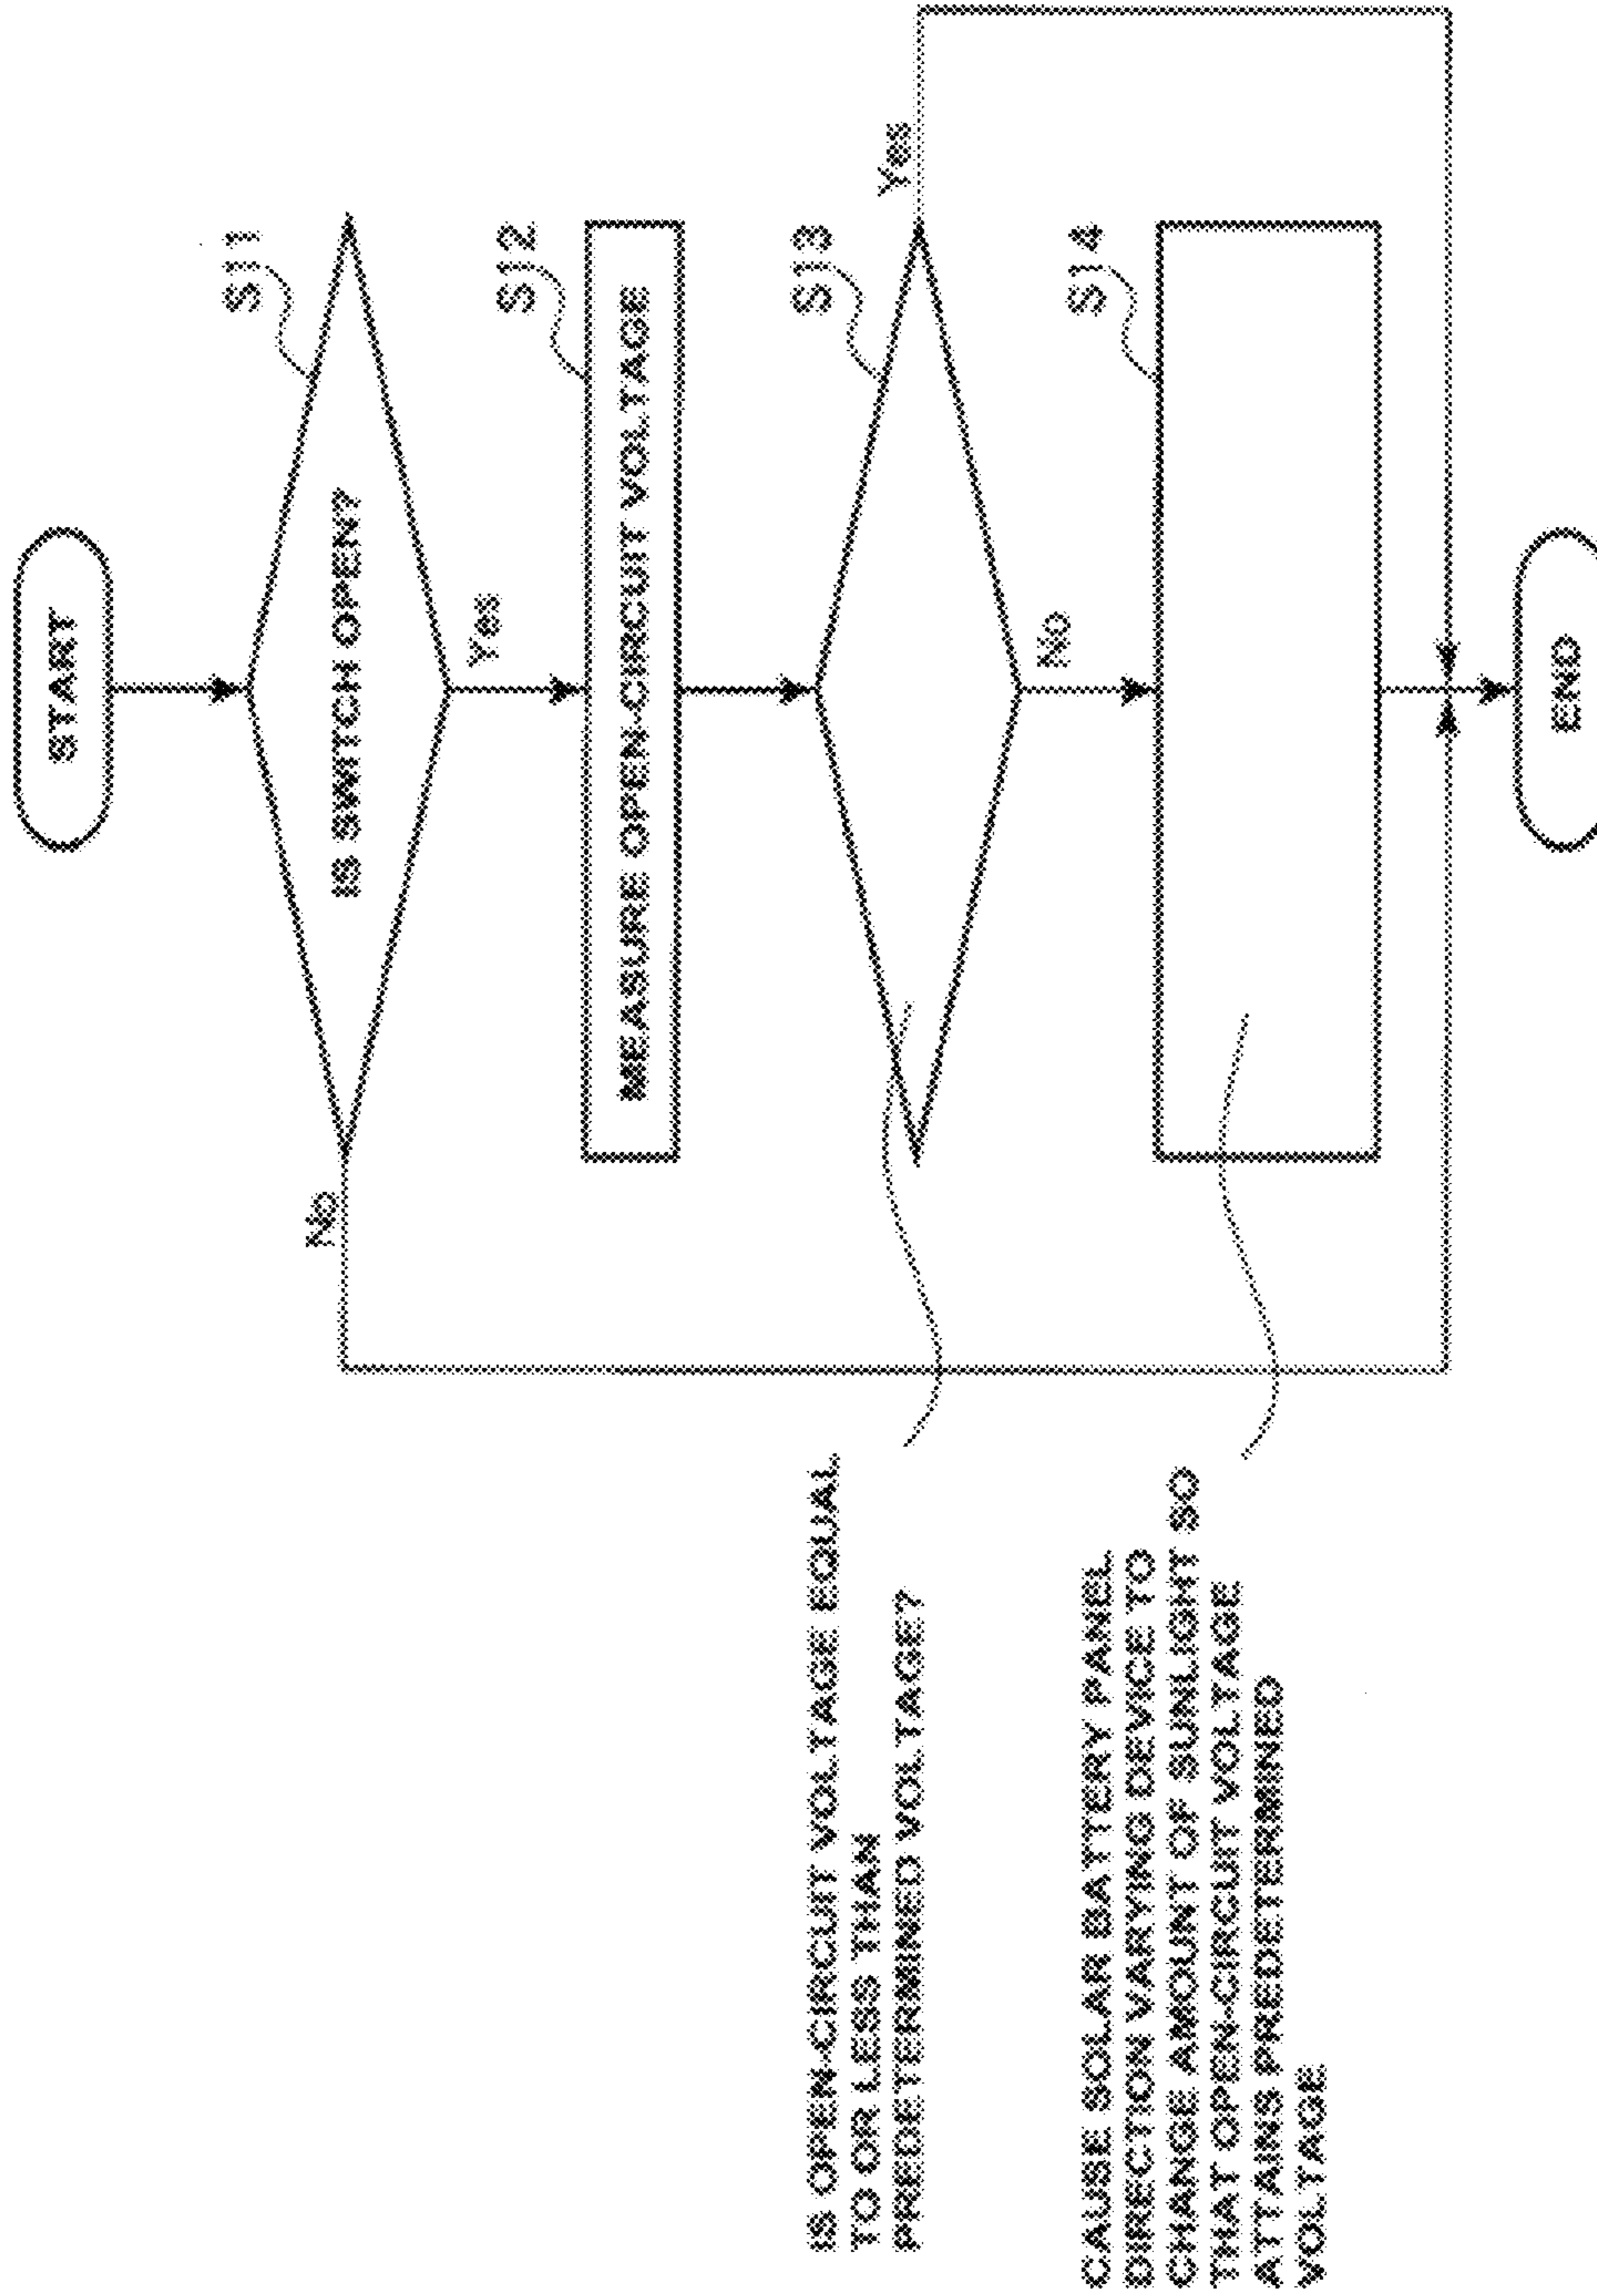 START
S11
IS SWITCH OPEN?
No
Yes
S12
MEASURE OPEN-CIRCUIT VOLTAGE
S13
IS OPEN-CIRCUIT VOLTAGE EQUAL
TO OR LESS THAN
PREDETERMINED VOLTAGE?
Yes
No
S14
CAUSE SOLAR BATTERY PANEL
DIRECTION VARYING DEVICE TO
CHANGE AMOUNT OF SUNLIGHT SO
THAT OPEN-CIRCUIT VOLTAGE
ATTAINS PREDETERMINED
VOLTAGE
END